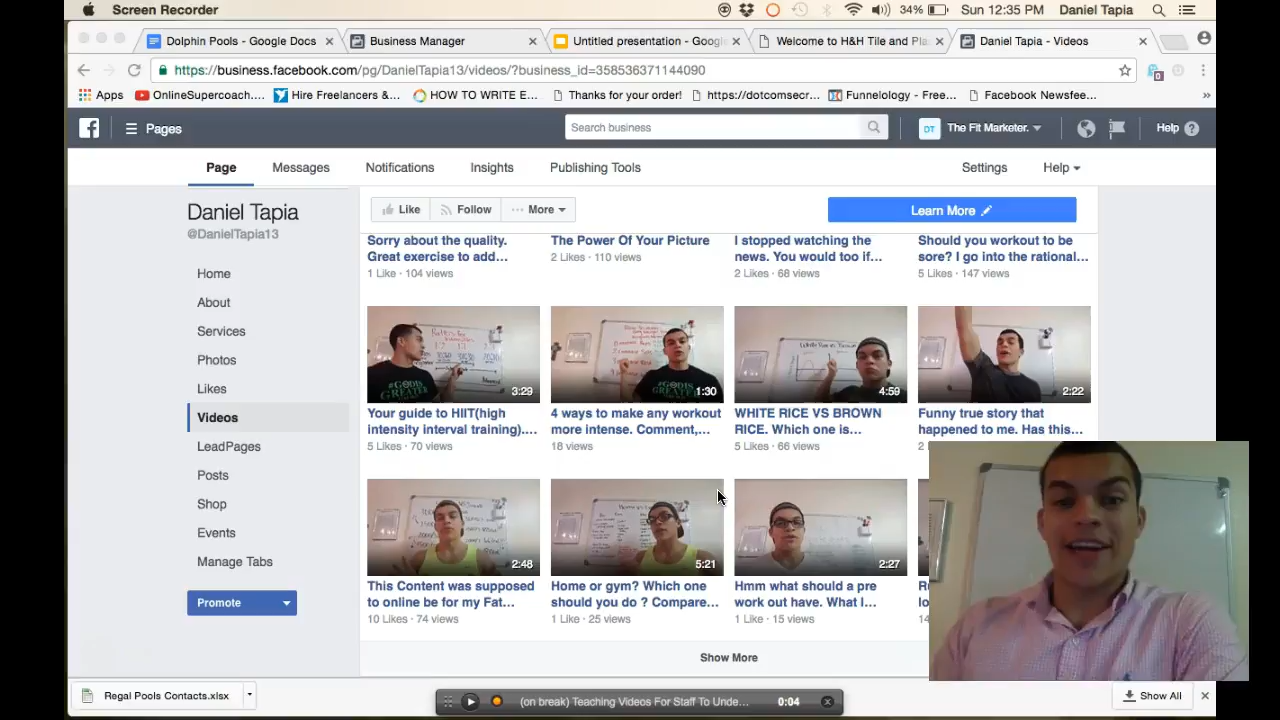 Screen Recorder
34%
Sun 12:35 PM
Daniel Tapia
Dolphin Pools - Google Docs
Business Manager
Untitled presentation - Goog
Welcome to H&H Tile and Pla
Daniel Tapia - Videos
https://business.facebook.com/pg/DanielTapia13/videos/?business_id=358536371144090
Apps
OnlineSupercoach....
Hire Freelancers &...
HOW TO WRITE E...
Thanks for your order!
https://dotcomsecr...
Funnelology - Free...
Facebook Newsfee...
»
Pages
Search business
DT
The Fit Marketer.
Help
Page
Messages
Notifications
Insights
Publishing Tools
Settings
Help
Daniel Tapia
@DanielTapia13
Home
About
Services
Photos
Likes
Videos
LeadPages
Posts
Shop
Events
Manage Tabs
Promote
Like
Follow
More
Learn More
Sorry about the quality.
Great exercise to add...
1 Like · 104 views
The Power Of Your Picture
2 Likes · 110 views
I stopped watching the
news. You would too if...
2 Likes · 68 views
Should you workout to be
sore? I go into the rational...
5 Likes · 147 views
3:29
Your guide to HIIT(high
intensity interval training)....
5 Likes · 70 views
1:30
4 ways to make any workout
more intense. Comment,...
18 views
4:59
WHITE RICE VS BROWN
RICE. Which one is...
5 Likes · 66 views
2:22
Funny true story that
happened to me. Has this...
2
2:48
This Content was supposed
to online be for my Fat...
10 Likes · 74 views
5:21
Home or gym? Which one
should you do ? Compare...
1 Like · 25 views
2:27
Hmm what should a pre
work out have. What I...
1 Like · 15 views
Show More
Regal Pools Contacts.xlsx
(on break) Teaching Videos For Staff To Unde...
0:04
Show All